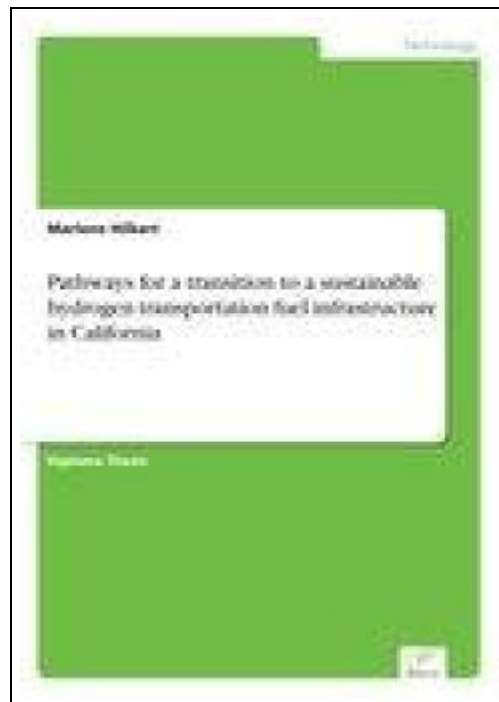 Technology
Marlene Hilkert
Pathways for a transition to a sustainable
hydrogen transportation fuel infrastructure
in California
Diploma Thesis